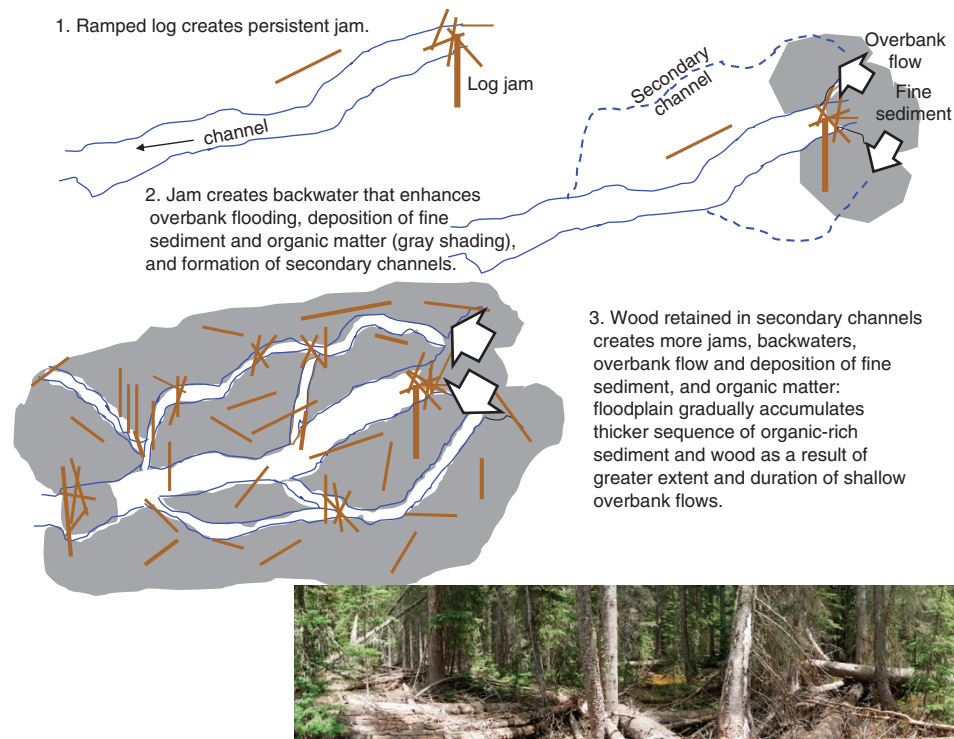 1. Ramped log creates persistent jam.
Log jam
channel
Secondary
channel
Overbank
flow
Fine
sediment
2. Jam creates backwater that enhances
overbank flooding, deposition of fine
sediment and organic matter (gray shading),
and formation of secondary channels.
3. Wood retained in secondary channels
creates more jams, backwaters,
overbank flow and deposition of fine
sediment, and organic matter:
floodplain gradually accumulates
thicker sequence of organic-rich
sediment and wood as a result of
greater extent and duration of shallow
overbank flows.